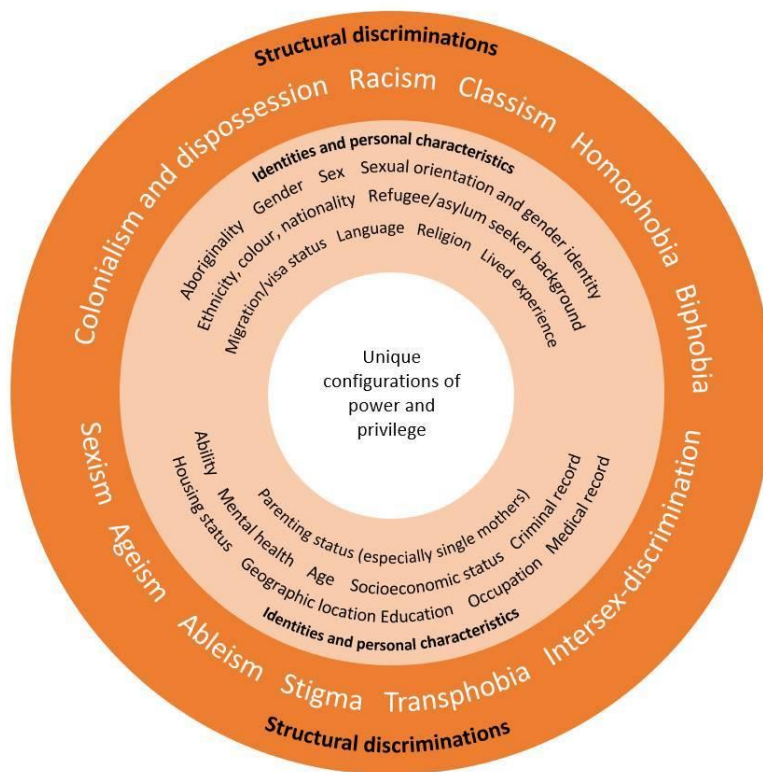 Structural discriminations
Colonialism and dispossession Racism Classism Homophobia Biphobia
Identities and personal characteristics
Aboriginality Gender Sex Sexual orientation and gender identity
Ethnicity, colour, nationality Refugee/asylum seeker background
Migration/visa status Language Religion Lived experience
Unique
configurations of
power and
privilege
Parenting status (especially single mothers)
Ability Mental health Age Socioeconomic status Criminal record
Housing status Geographic location Education Occupation Medical record
Identities and personal characteristics
Sexism Ageism Ableism Stigma Transphobia Intersex-discrimination
Structural discriminations